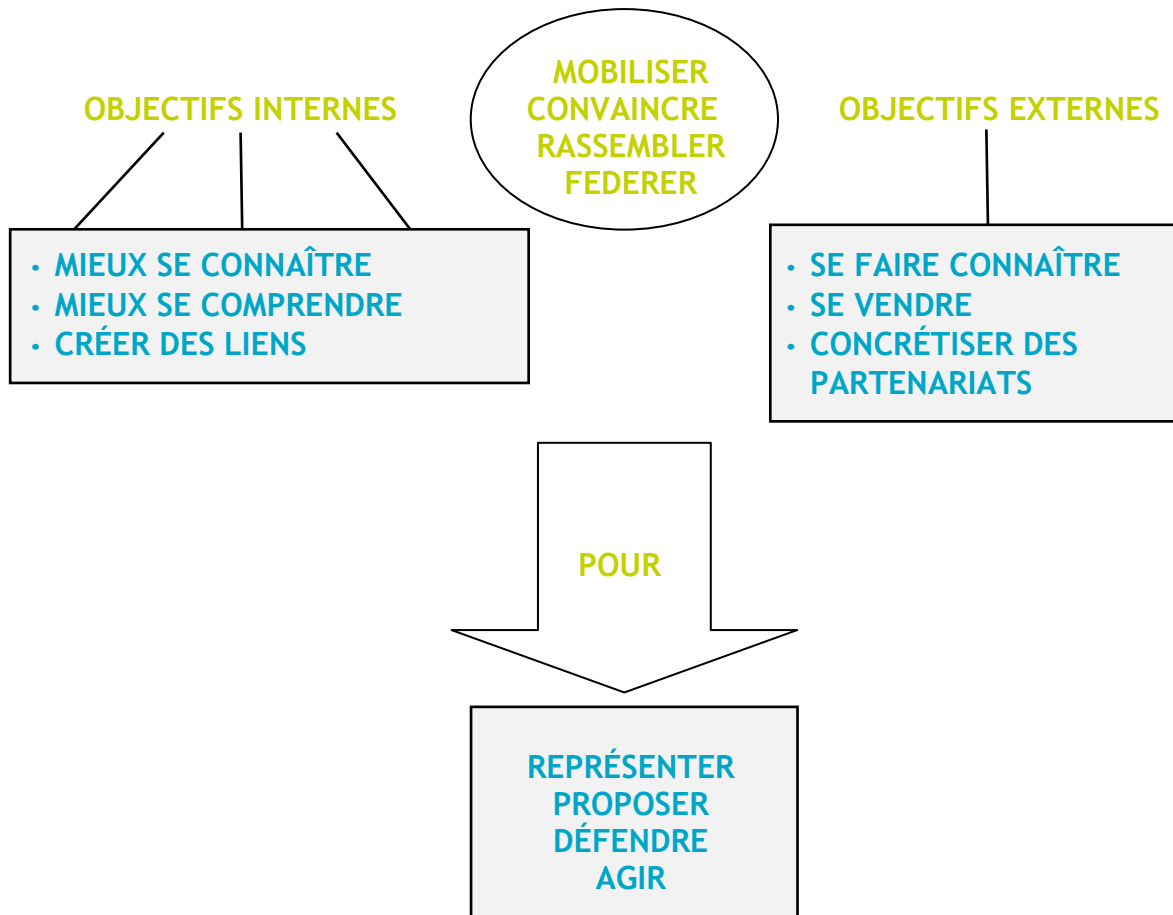 MOBILISER
CONVAINCRE
RASSEMBLER
FEDERER
OBJECTIFS INTERNES
OBJECTIFS EXTERNES
· MIEUX SE CONNAÎTRE
· MIEUX SE COMPRENDRE
· CRÉER DES LIENS
· SE FAIRE CONNAÎTRE
· SE VENDRE
· CONCRÉTISER DES
PARTENARIATS
POUR
REPRÉSENTER
PROPOSER
DÉFENDRE
AGIR